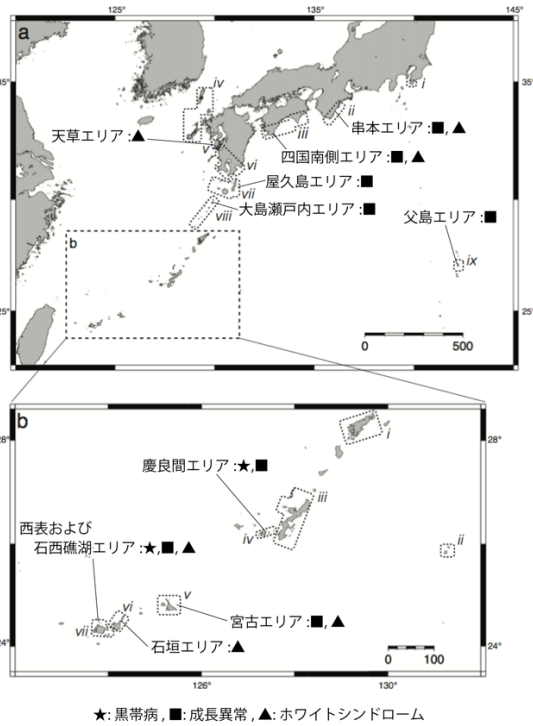 125°
135°
145°
a
35°
iv
i
ii
天草エリア :▲
v
iii
串本エリア:■, ▲
vi
四国南側エリア:■, ▲
vii
屋久島エリア:■
viii
大島瀬戸内エリア:■
父島エリア:■
b
ix
25°
25°
0
500
b
28°
28°
i
慶良間エリア:★,■
iii
西表および
石西礁湖エリア :★,■, ▲
iv
ii
vi
v
vii
宮古エリア:■, ▲
石垣エリア:▲
24°
24°
0
100
126°
130°
★: 黒帯病 , ■: 成長異常 , ▲: ホワイトシンドローム